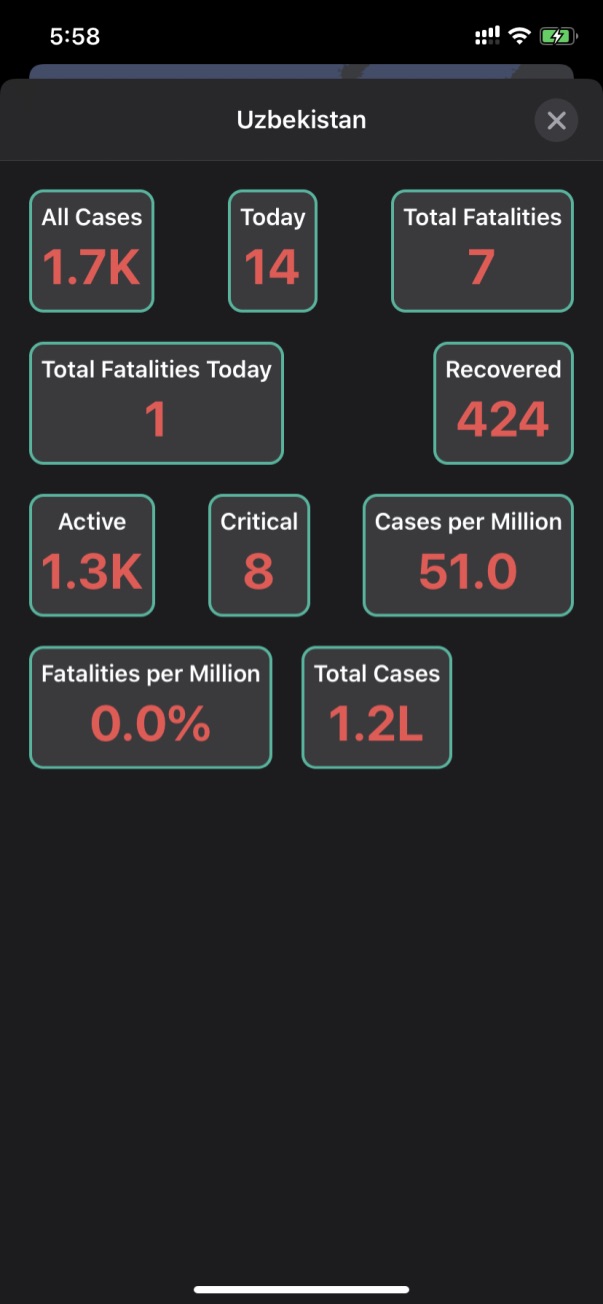 5:58
Uzbekistan
All Cases
1.7K
Today
14
Total Fatalities
7
Total Fatalities Today
1
Recovered
424
Active
1.3K
Critical
8
Cases per Million
51.0
Fatalities per Million
0.0%
Total Cases
1.2L